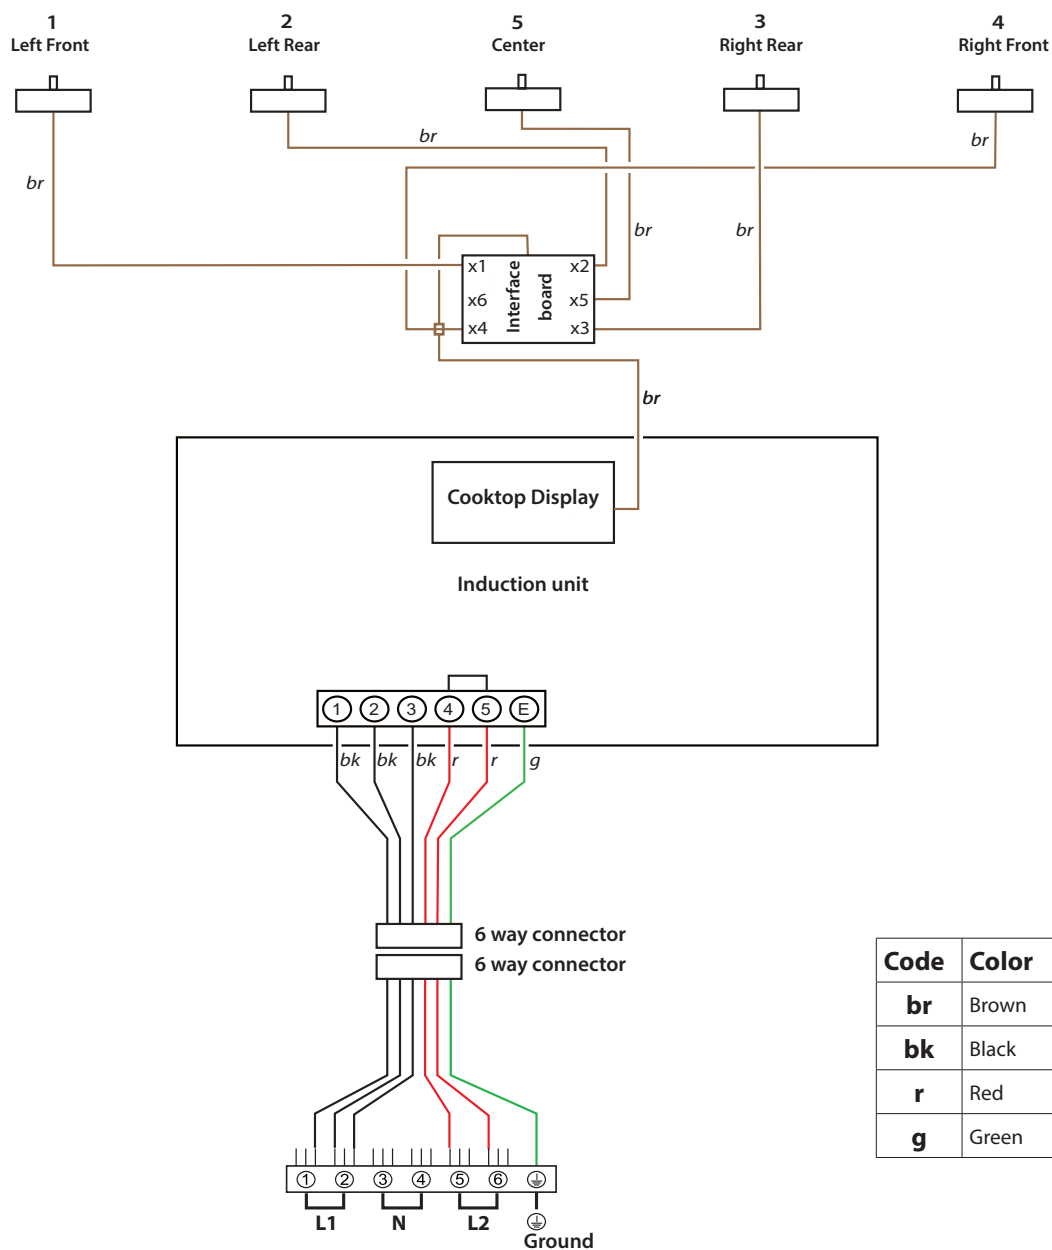 1 2 5 3 4
Left Front Left Rear Center Right Rear Right Front
br
br
br
br
br
x1 x2
x6 x5
x4 x3
Interface
board
br
Cooktop Display
Induction unit
1 2 3 4 5 E
bk bk bk r r g
6 way connector
6 way connector
Code Color
br Brown
bk Black
r Red
g Green
1 2 3 4 5 6
L1 N L2
Ground